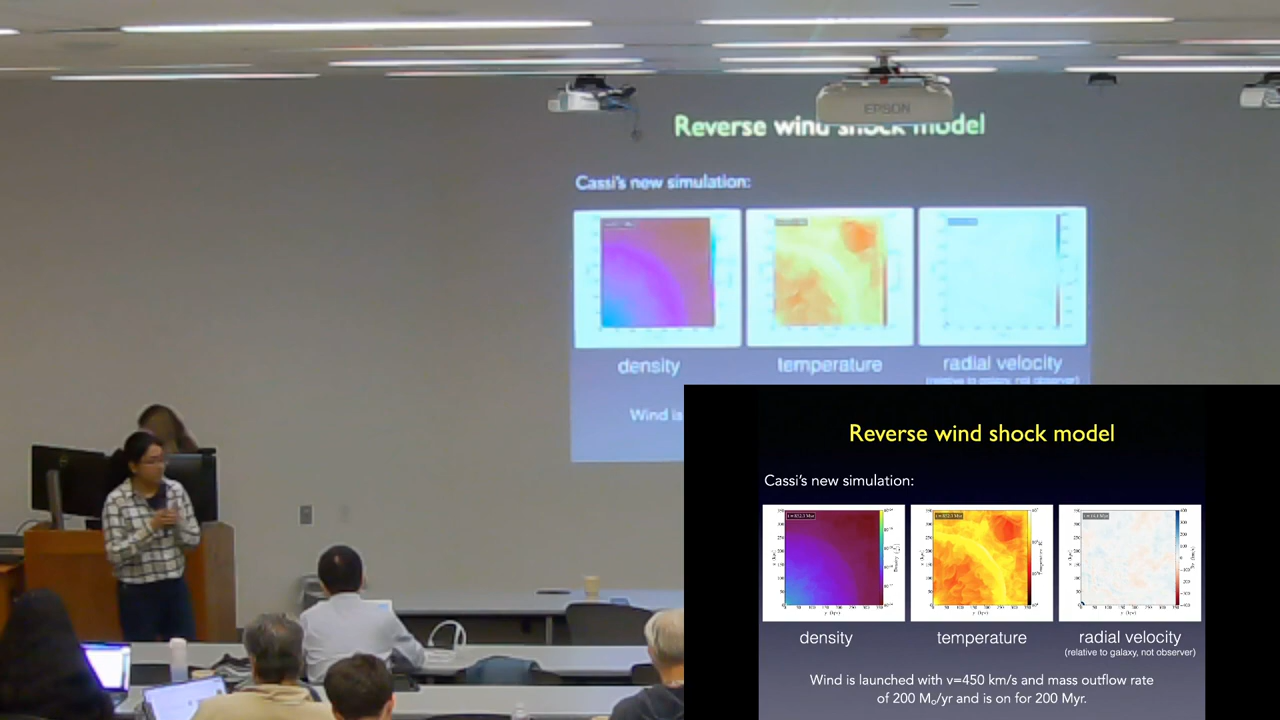 EPSON
Reverse wind shock model
Cassi's new simulation:
density
temperature
radial velocity
(relative to galaxy, not observer)
Wind is
Reverse wind shock model
Cassi's new simulation:
density
temperature
radial velocity
(relative to galaxy, not observer)
Wind is launched with v=450 km/s and mass outflow rate
of 200 M₀/yr and is on for 200 Myr.